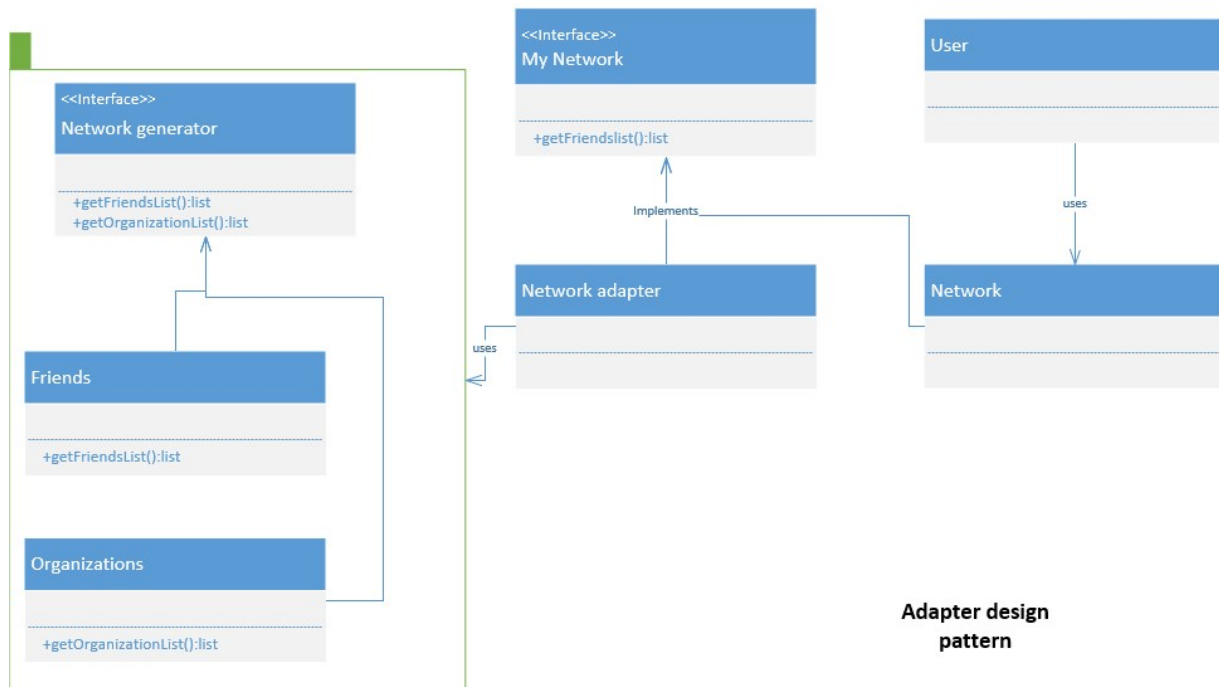 <<Interface>>
Network generator
+getFriendsList():list
+getOrganizationList():list
Friends
+getFriendsList():list
Organizations
+getOrganizationList():list
<<Interface>>
My Network
+getFriendslist():list
Implements
Network adapter
uses
User
uses
Network
Adapter design
pattern